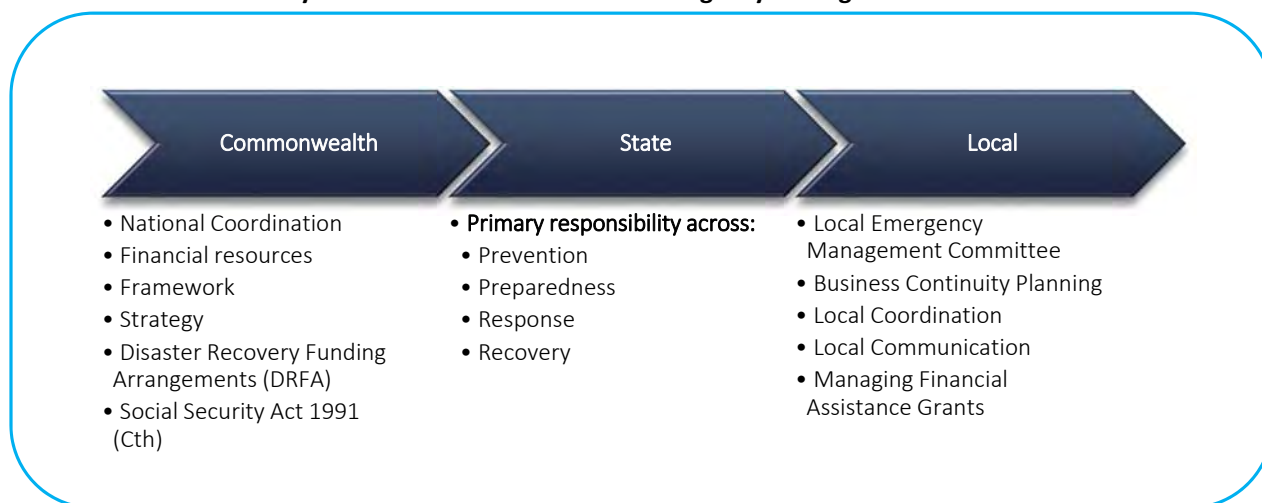 Commonwealth
• National Coordination
• Financial resources
• Framework
• Strategy
• Disaster Recovery Funding
Arrangements (DRFA)
• Social Security Act 1991
(Cth)
State
• Primary responsibility across:
• Prevention
• Preparedness
• Response
• Recovery
Local
• Local Emergency
Management Committee
• Business Continuity Planning
• Local Coordination
• Local Communication
• Managing Financial
Assistance Grants